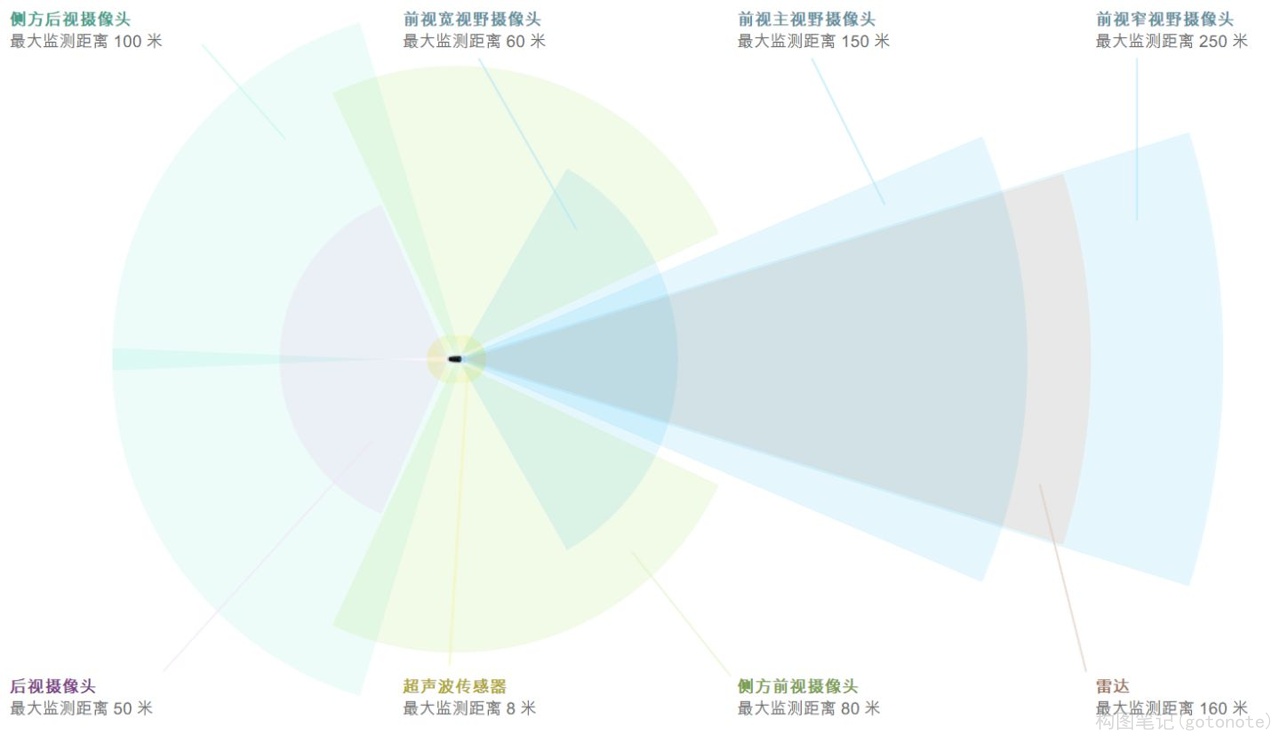 侧方后视摄像头
最大监测距离 100 米
前视宽视野摄像头
最大监测距离 60 米
前视主视野摄像头
最大监测距离 150 米
前视窄视野摄像头
最大监测距离 250 米
后视摄像头
最大监测距离 50 米
超声波传感器
最大监测距离 8 米
侧方前视摄像头
最大监测距离 80 米
雷达
最大监测距离 160 米
构图笔记(gotonote)